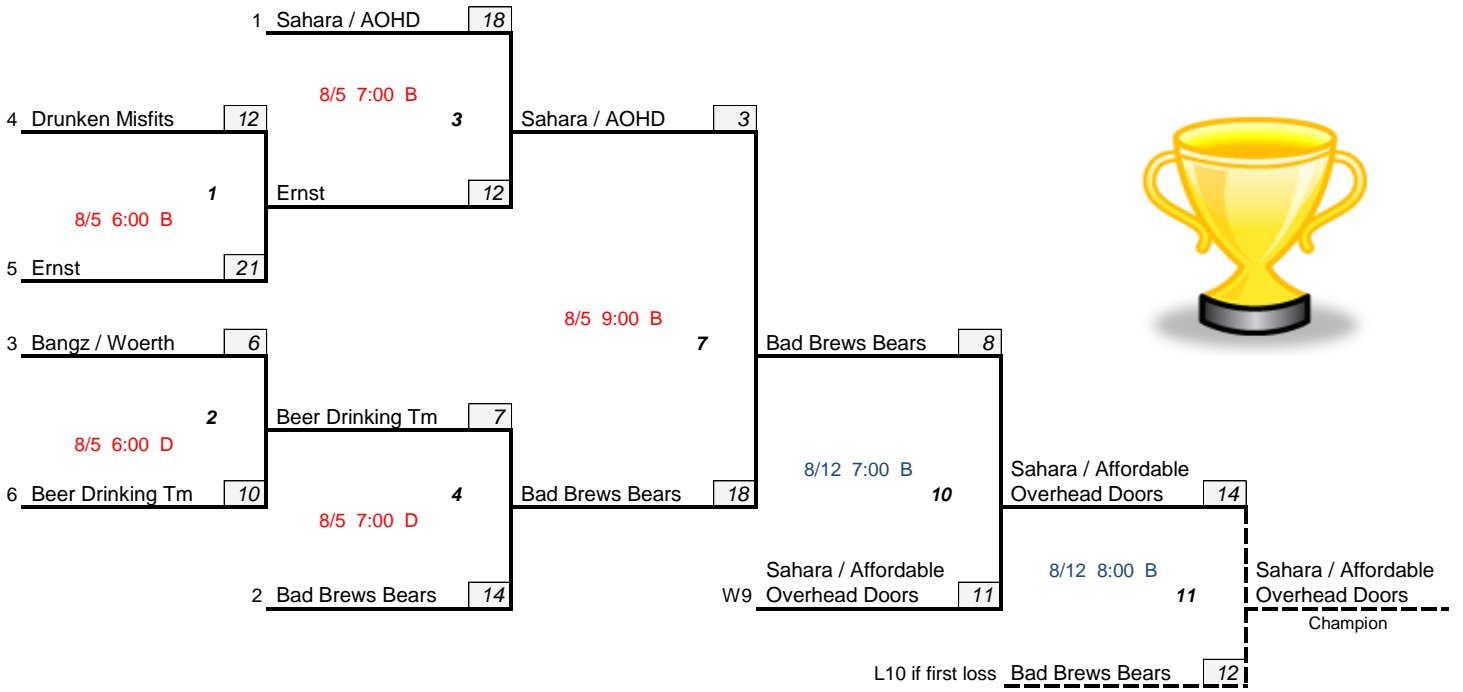 1 Sahara / AOHD 18
8/5 7:00 B
4 Drunken Misfits 12
3
Sahara / AOHD 3
1
Ernst 12
8/5 6:00 B
5 Ernst 21
8/5 9:00 B
3 Bangz / Woerth 6
7
Bad Brews Bears 8
2
Beer Drinking Tm 7
8/5 6:00 D
8/12 7:00 B
Sahara / Affordable
Overhead Doors 14
6 Beer Drinking Tm 10
4
Bad Brews Bears 18
10
8/5 7:00 D
Sahara / Affordable
W9 Overhead Doors 11
8/12 8:00 B
Sahara / Affordable
Overhead Doors
2 Bad Brews Bears 14
11
Champion
L10 if first loss Bad Brews Bears 12